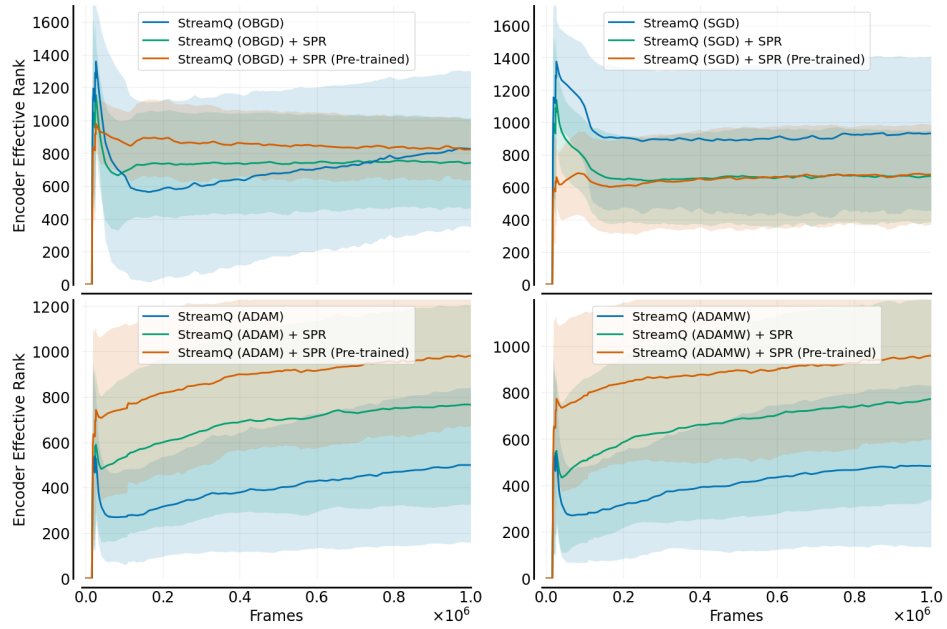 1600
1400
1200
1000
800
600
400
200
0
Encoder Effective Rank
StreamQ (OBGD)
StreamQ (OBGD) + SPR
StreamQ (OBGD) + SPR (Pre-trained)
1600
1400
1200
1000
800
600
400
200
0
StreamQ (SGD)
StreamQ (SGD) + SPR
StreamQ (SGD) + SPR (Pre-trained)
1200
1000
800
600
400
200
0
Encoder Effective Rank
StreamQ (ADAM)
StreamQ (ADAM) + SPR
StreamQ (ADAM) + SPR (Pre-trained)
0.0 0.2 0.4 0.6 0.8 1.0
Frames ×10⁶
1000
800
600
400
200
0
StreamQ (ADAMW)
StreamQ (ADAMW) + SPR
StreamQ (ADAMW) + SPR (Pre-trained)
0.0 0.2 0.4 0.6 0.8 1.0
Frames ×10⁶